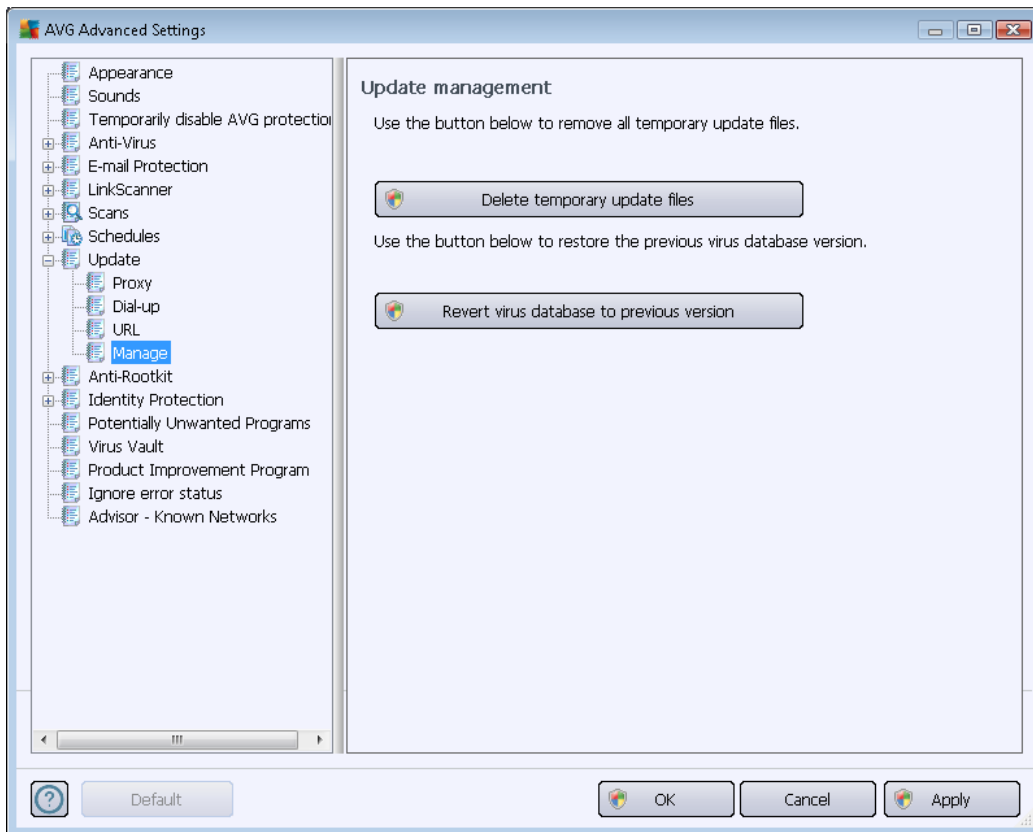 AVG Advanced Settings
Appearance
Sounds
Temporarily disable AVG protection
Anti-Virus
E-mail Protection
LinkScanner
Scans
Schedules
Update
Proxy
Dial-up
URL
Manage
Anti-Rootkit
Identity Protection
Potentially Unwanted Programs
Virus Vault
Product Improvement Program
Ignore error status
Advisor - Known Networks
Update management
Use the button below to remove all temporary update files.
Delete temporary update files
Use the button below to restore the previous virus database version.
Revert virus database to previous version
?
Default
OK
Cancel
Apply